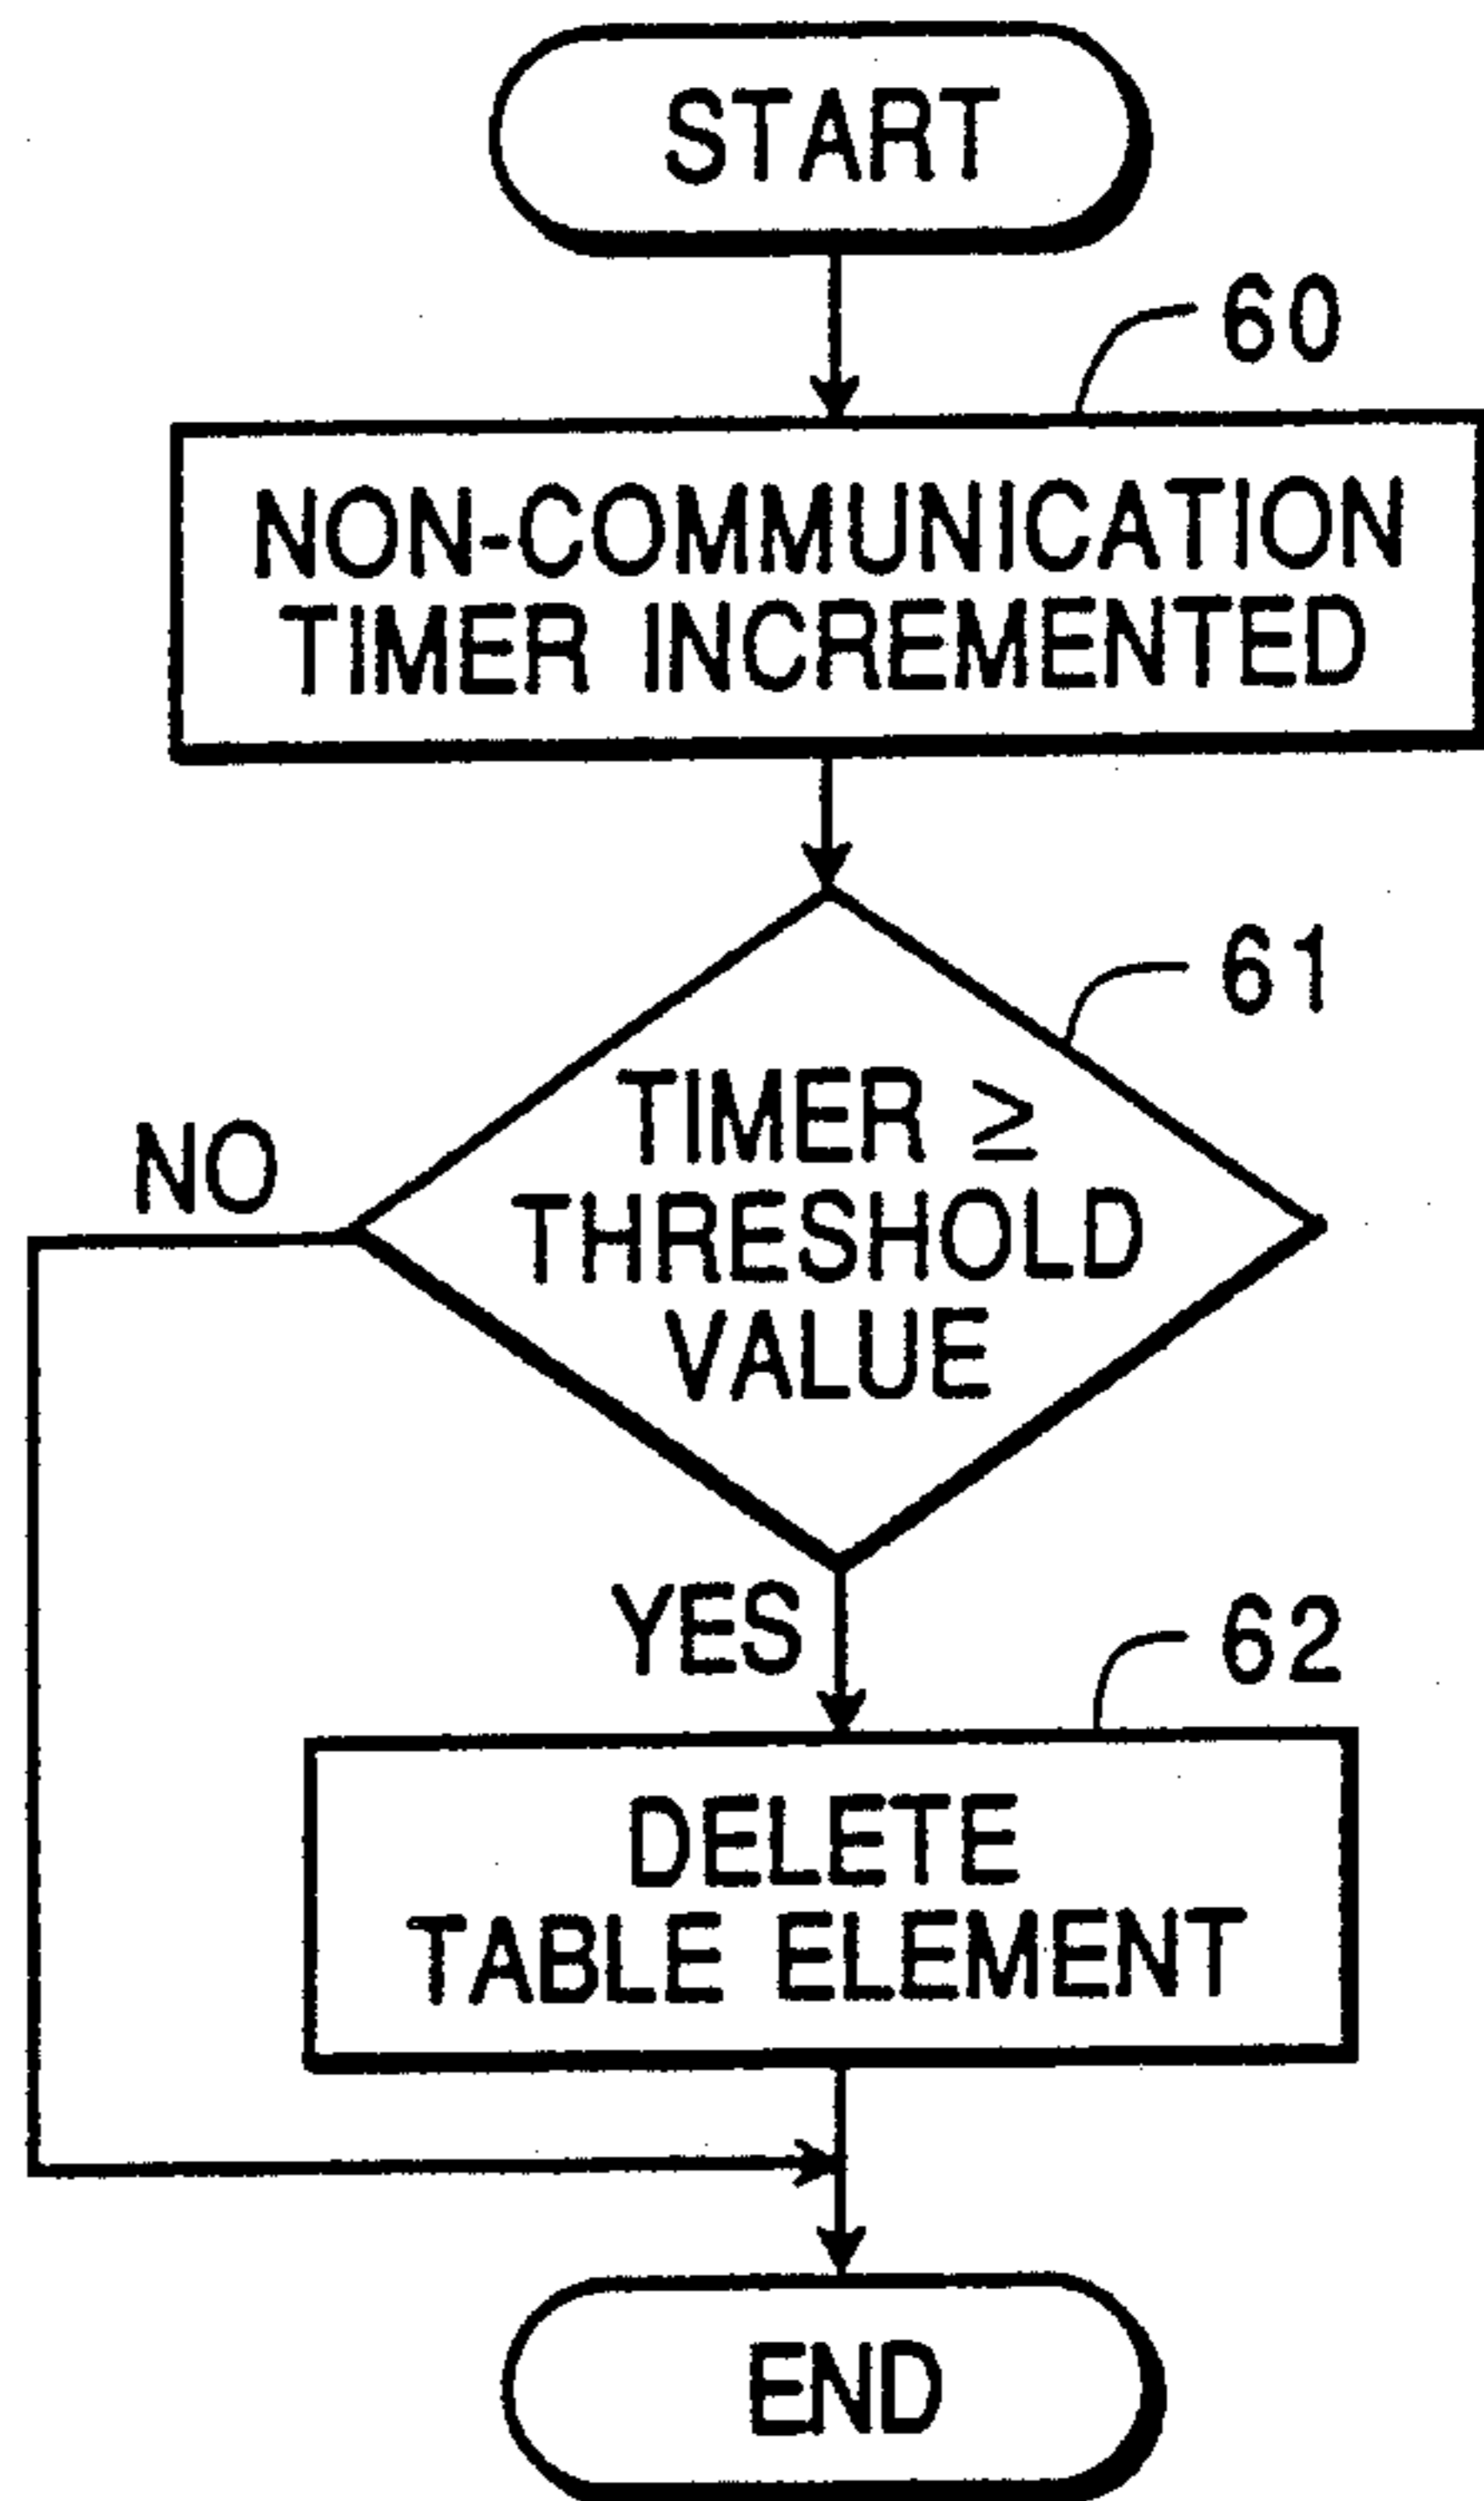 START
60
NON-COMMUNICATION
TIMER INCREMENTED
61
TIMER ≥
THRESHOLD
VALUE
NO
YES
62
DELETE
TABLE ELEMENT
END